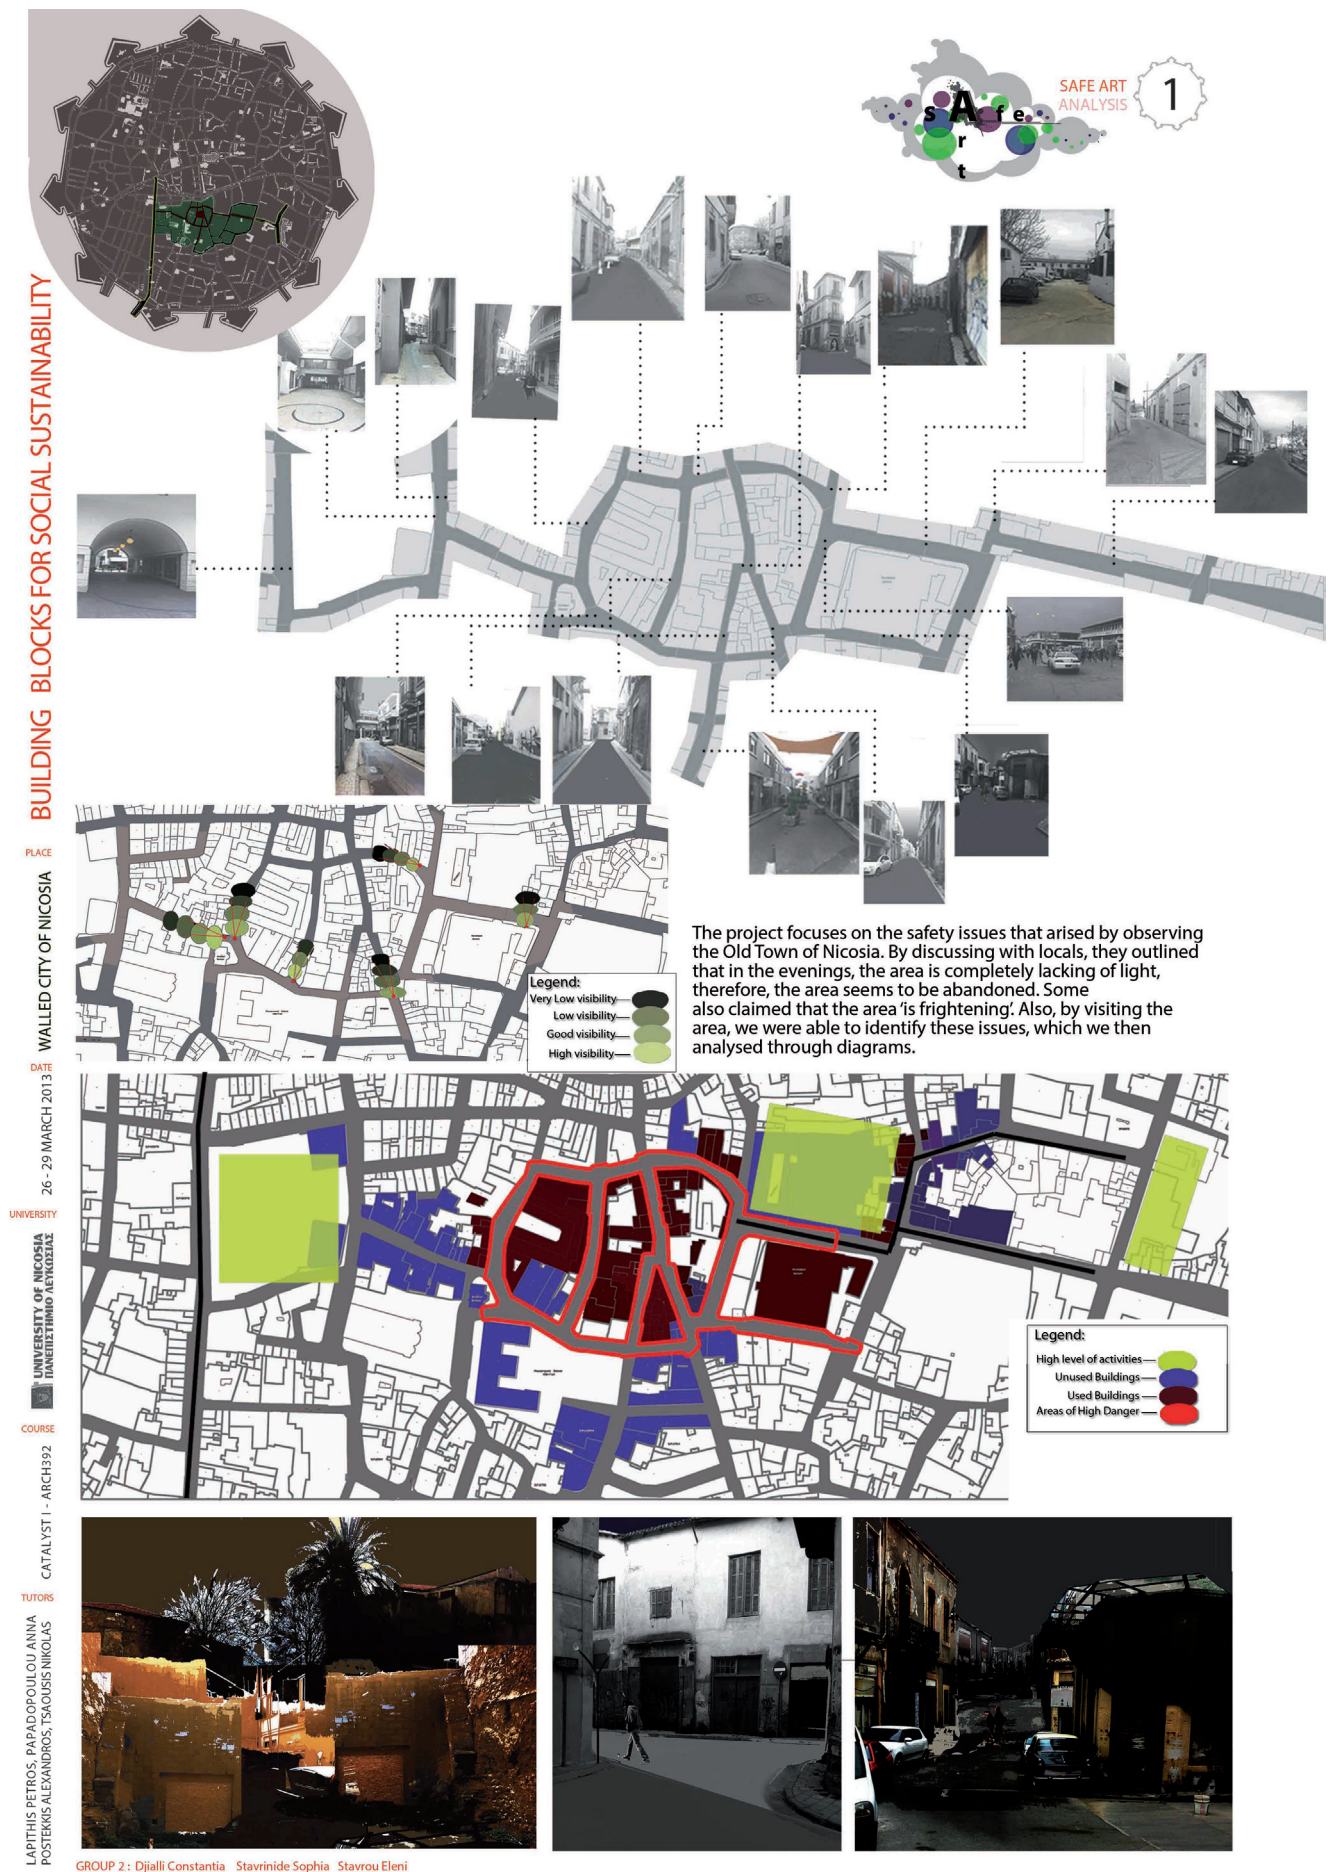 SAFE ART
ANALYSIS
1
s A f e
r
t
BUILDING BLOCKS FOR SOCIAL SUSTAINABILITY
PLACE
WALLED CITY OF NICOSIA
DATE
26 - 29 MARCH 2013
UNIVERSITY
UNIVERSITY OF NICOSIA
ΠΑΝΕΠΙΣΤΗΜΙΟ ΛΕΥΚΩΣΙΑΣ
COURSE
CATALYST I - ARCH392
TUTORS
LAPITHIS PETROS, PAPADOPOULOU ANNA
POSTEKKIS ALEXANDROS, TSAOUSIS NIKOLAS
Legend:
Very Low visibility
Low visibility
Good visibility
High visibility
The project focuses on the safety issues that arised by observing
the Old Town of Nicosia. By discussing with locals, they outlined
that in the evenings, the area is completely lacking of light,
therefore, the area seems to be abandoned. Some
also claimed that the area 'is frightening'. Also, by visiting the
area, we were able to identify these issues, which we then
analysed through diagrams.
Legend:
High level of activities
Unused Buildings
Used Buildings
Areas of High Danger
GROUP 2 : Djialli Constantia Stavrinide Sophia Stavrou Eleni